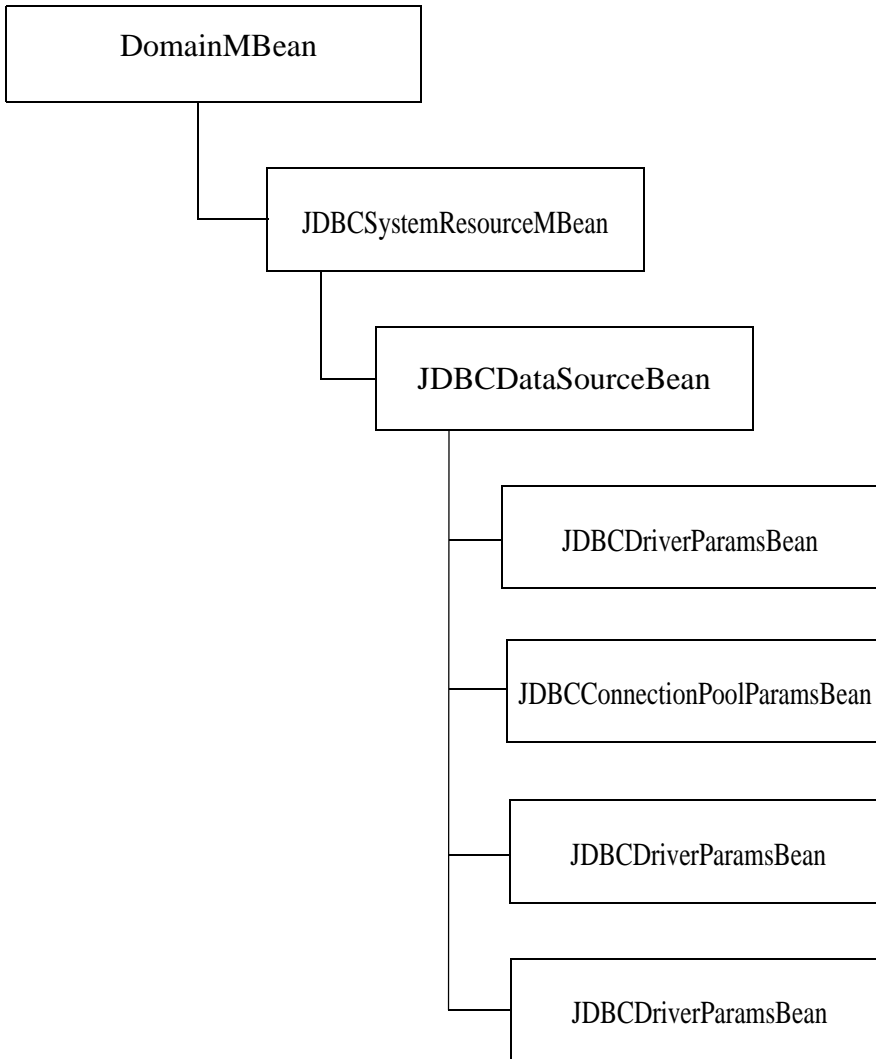 DomainMBean
JDBCSystemResourceMBean
JDBCDataSourceBean
JDBCDriverParamsBean
JDBCConnectionPoolParamsBean
JDBCDriverParamsBean
JDBCDriverParamsBean